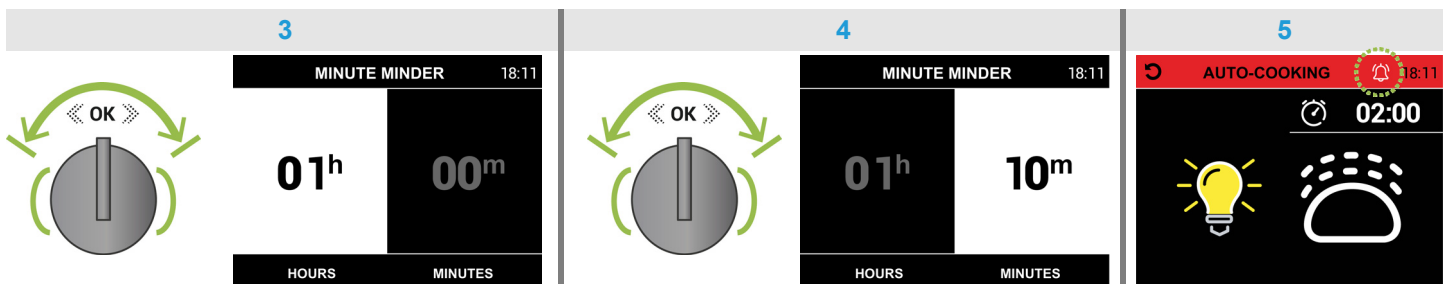 3
OK
MINUTE MINDER 18:11
01h 00m
HOURS MINUTES
4
OK
MINUTE MINDER 18:11
01h 10m
HOURS MINUTES
5
AUTO-COOKING 18:11
02:00